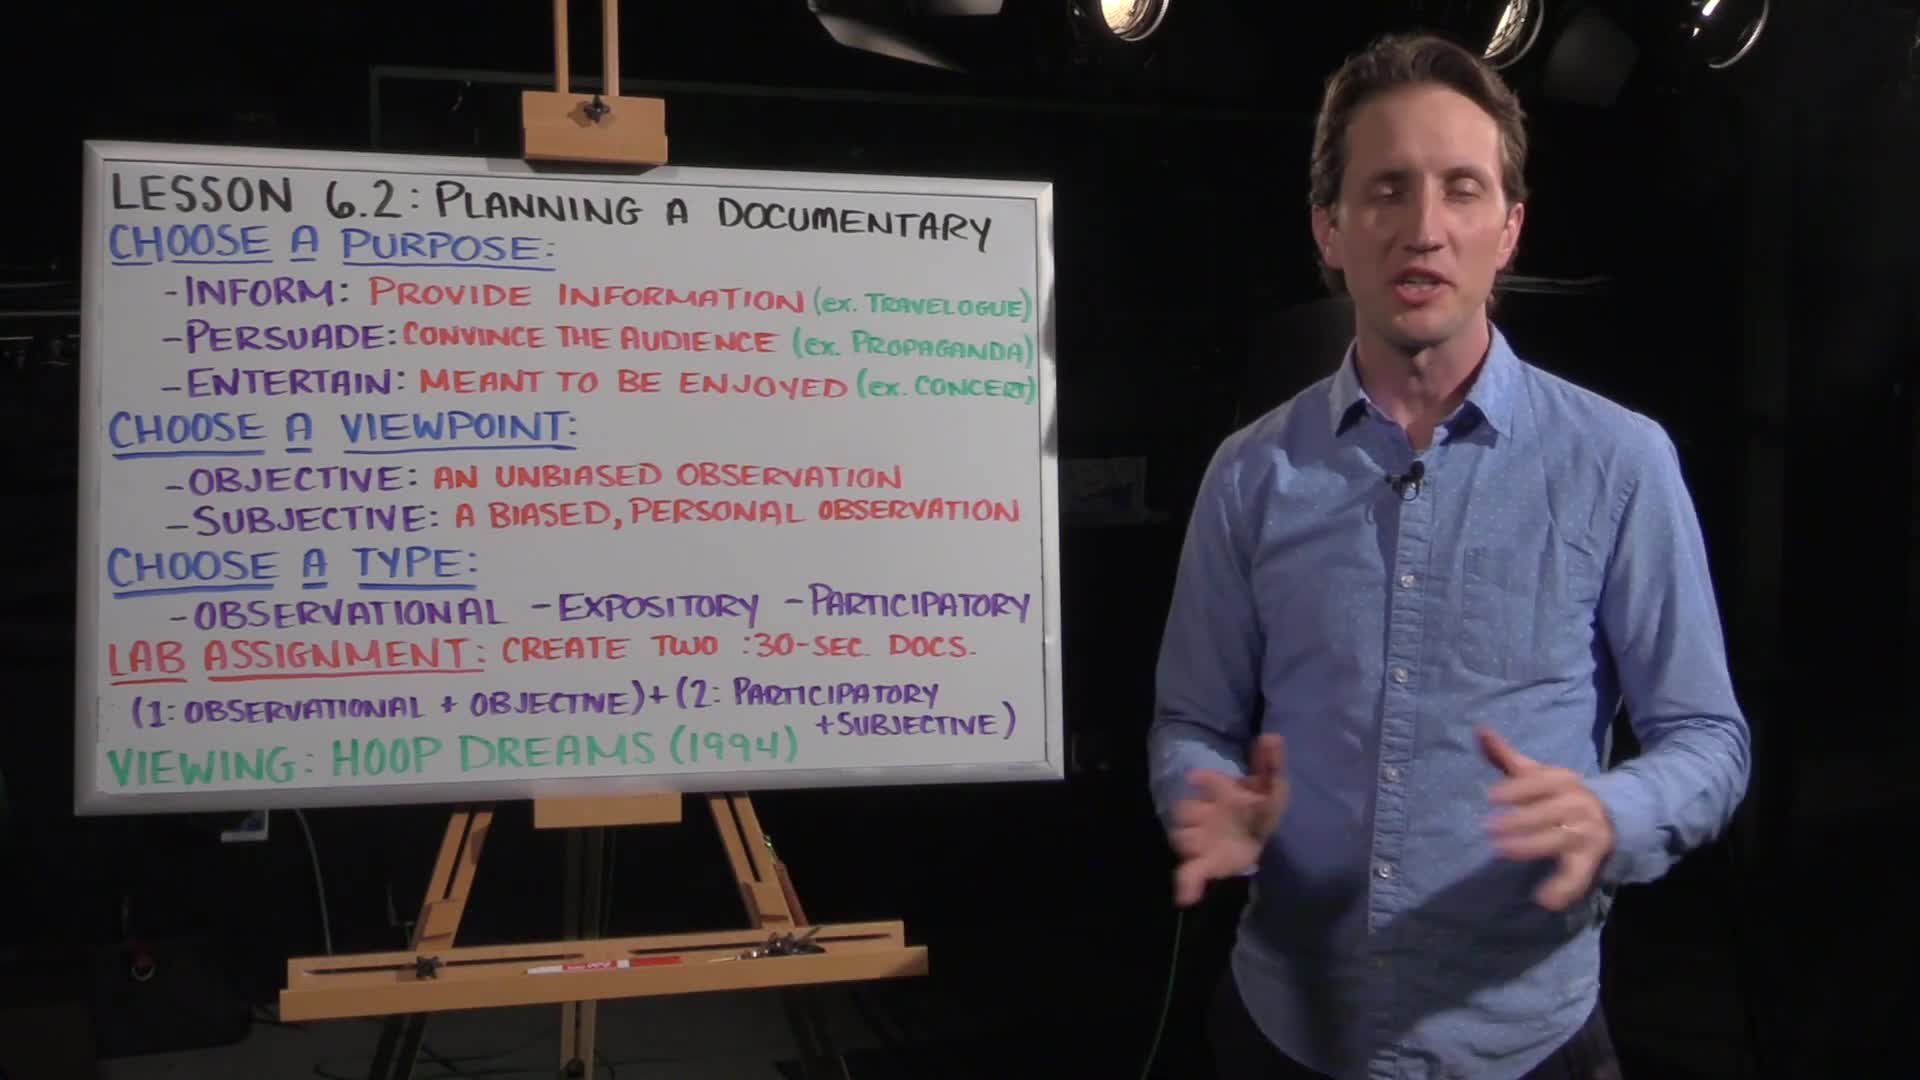 LESSON 6.2: PLANNING A DOCUMENTARY
CHOOSE A PURPOSE:
-INFORM: PROVIDE INFORMATION (ex. TRAVELOGUE)
-PERSUADE: CONVINCE THE AUDIENCE (ex. PROPAGANDA)
-ENTERTAIN: MEANT TO BE ENJOYED (ex. CONCERT)
CHOOSE A VIEWPOINT:
-OBJECTIVE: AN UNBIASED OBSERVATION
-SUBJECTIVE: A BIASED, PERSONAL OBSERVATION
CHOOSE A TYPE:
-OBSERVATIONAL -EXPOSITORY -PARTICIPATORY
LAB ASSIGNMENT: CREATE TWO :30-SEC. DOCS.
(1: OBSERVATIONAL + OBJECTIVE) + (2: PARTICIPATORY
+SUBJECTIVE)
VIEWING: HOOP DREAMS (1994)